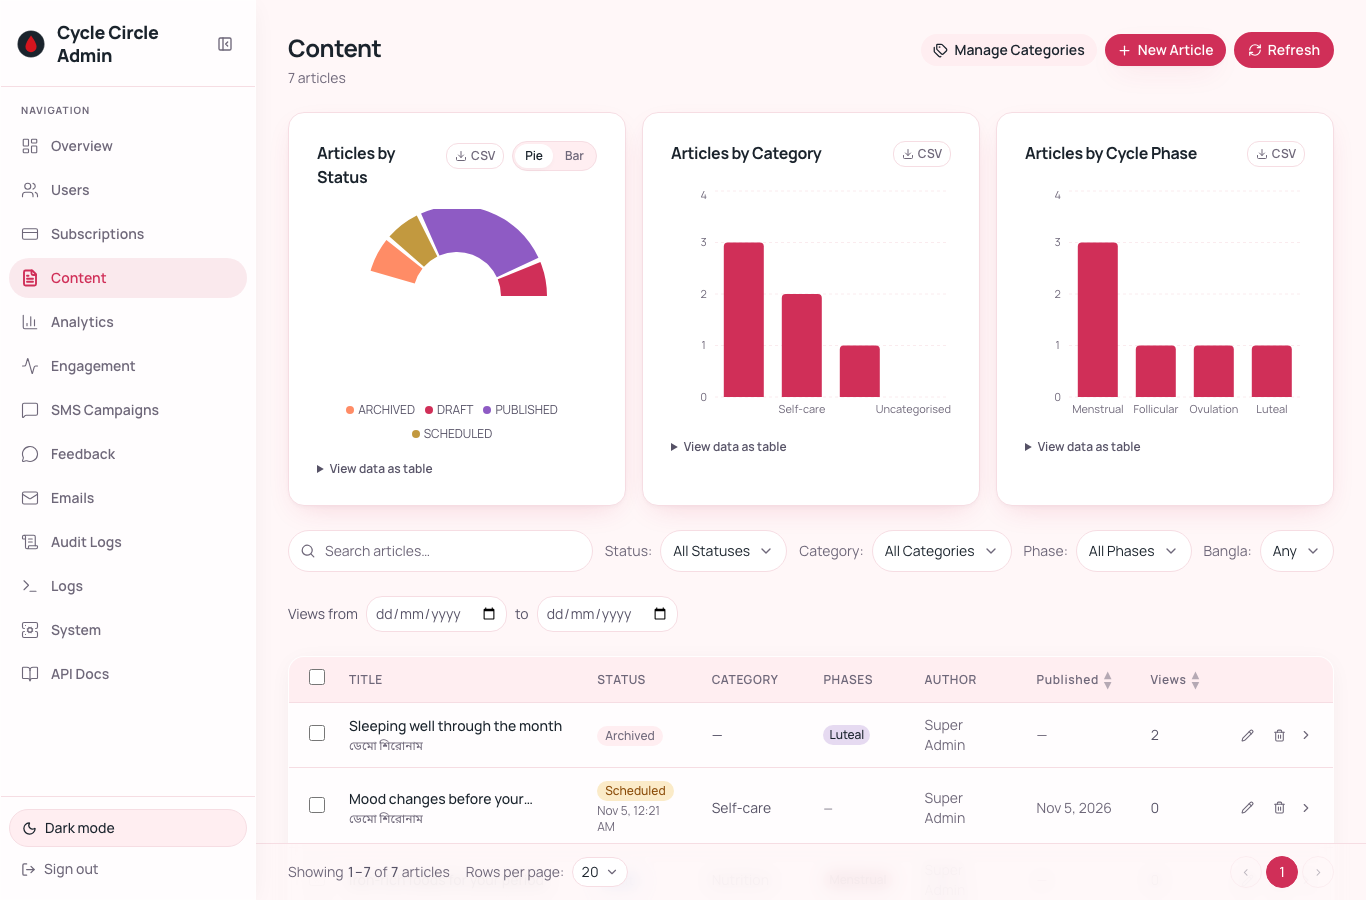 Cycle Circle
Admin
NAVIGATION
Overview
Users
Subscriptions
Content
Analytics
Engagement
SMS Campaigns
Feedback
Emails
Audit Logs
Logs
System
API Docs
Dark mode
Sign out
Content
7 articles
Manage Categories
New Article
Refresh
Articles by
Status
CSV
Pie
Bar
ARCHIVED
DRAFT
PUBLISHED
SCHEDULED
View data as table
Articles by Category
CSV
4
3
2
1
0
Self-care
Uncategorised
View data as table
Articles by Cycle Phase
CSV
4
3
2
1
0
Menstrual
Follicular
Ovulation
Luteal
View data as table
Search articles...
Status:
All Statuses
Category:
All Categories
Phase:
All Phases
Bangla:
Any
Views from
dd/mm/yyyy
to
dd/mm/yyyy
TITLE
STATUS
CATEGORY
PHASES
AUTHOR
Published
Views
Sleeping well through the month
ডেমো শিরোনাম
Archived
—
Luteal
Super
Admin
—
2
Mood changes before your...
ডেমো শিরোনাম
Scheduled
Nov 5, 12:21
AM
Self-care
—
Super
Admin
Nov 5, 2026
0
Showing 1–7 of 7 articles
Rows per page:
20
1